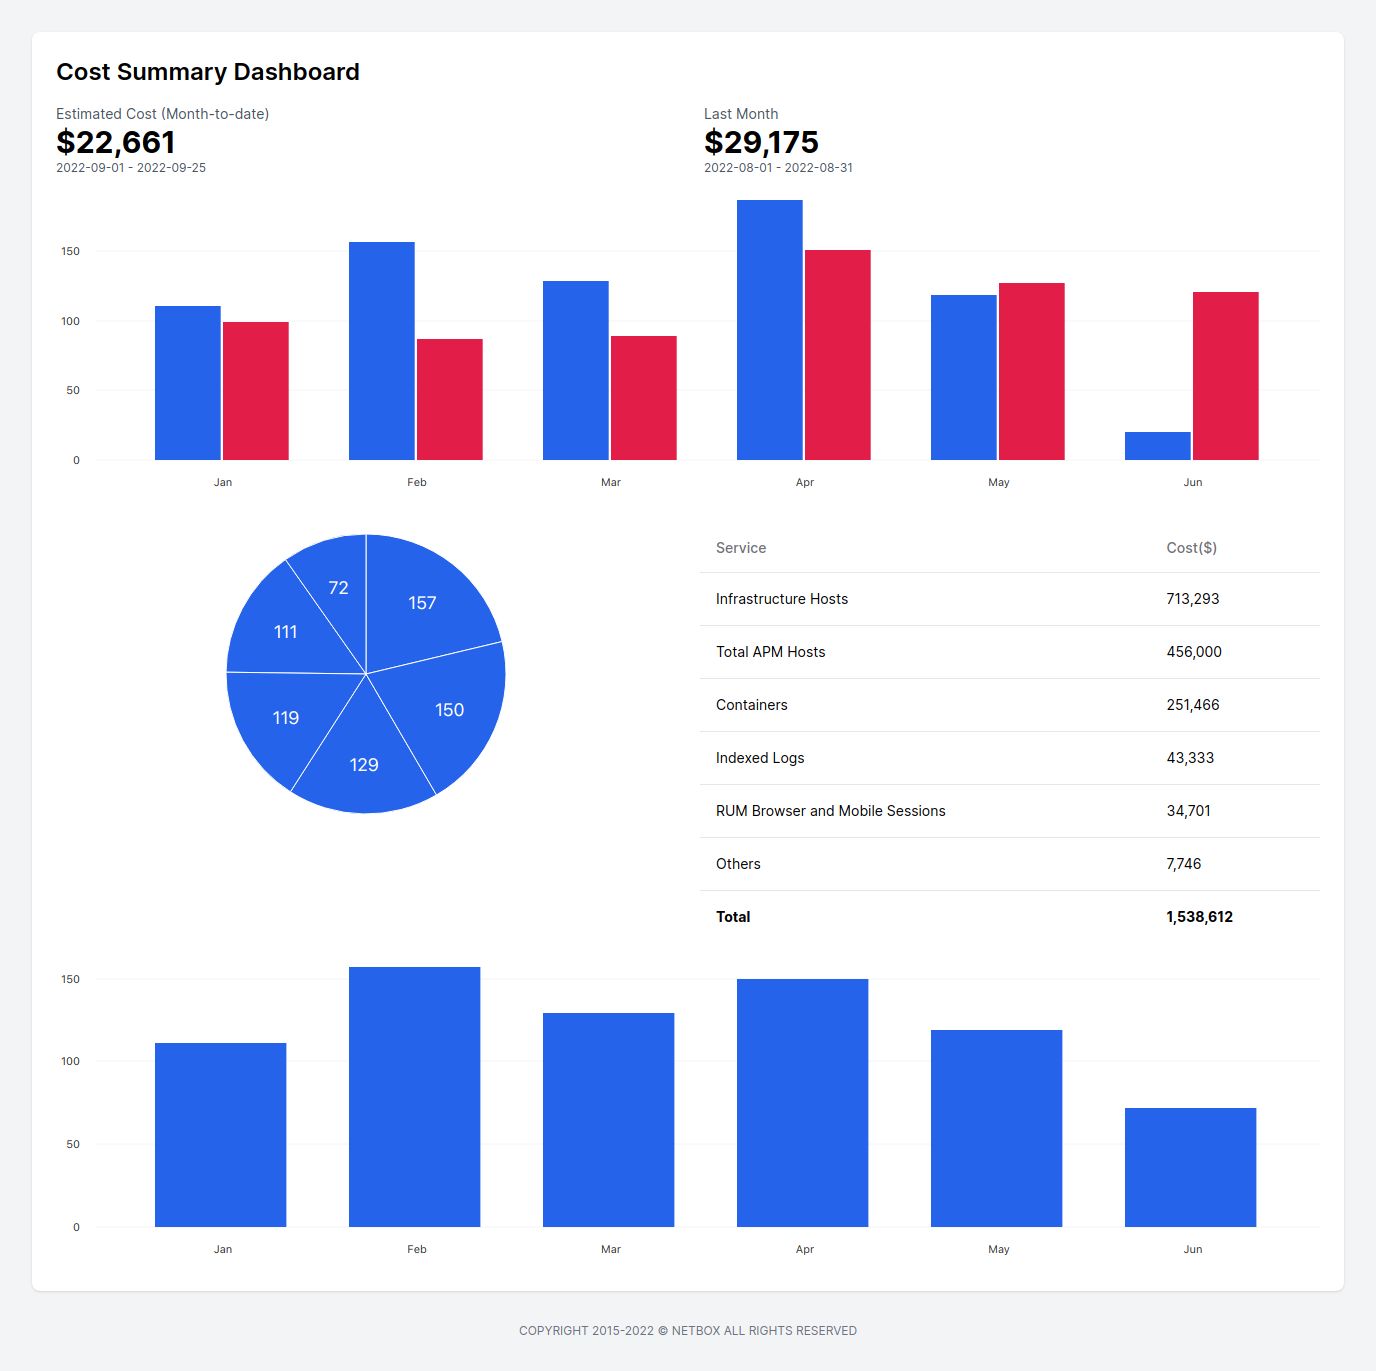 Cost Summary Dashboard
Estimated Cost (Month-to-date)
$22,661
2022-09-01 - 2022-09-25
Last Month
$29,175
2022-08-01 - 2022-08-31
150
100
50
0
Jan Feb Mar Apr May Jun
72
157
111
150
119
129
Service Cost($)
Infrastructure Hosts 713,293
Total APM Hosts 456,000
Containers 251,466
Indexed Logs 43,333
RUM Browser and Mobile Sessions 34,701
Others 7,746
Total 1,538,612
150
100
50
0
Jan Feb Mar Apr May Jun
COPYRIGHT 2015-2022 © NETBOX ALL RIGHTS RESERVED